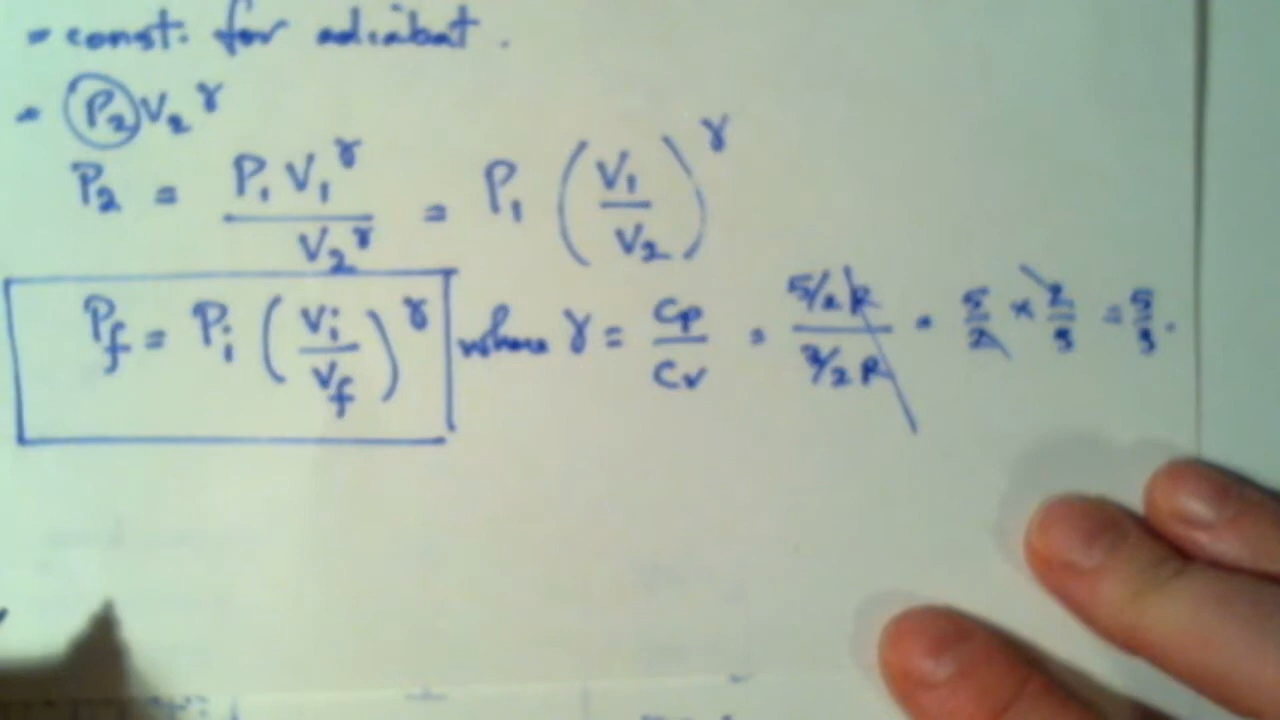 = const. for adiabat.
= P₂V₂^γ
P₂ = P₁V₁^γ / V₂^γ = P₁ (V₁/V₂)^γ
P_f = P_i (V_i/V_f)^γ where γ = Cp/Cv = 5/2 R / 3/2 R = 5/2 × 2/3 = 5/3.